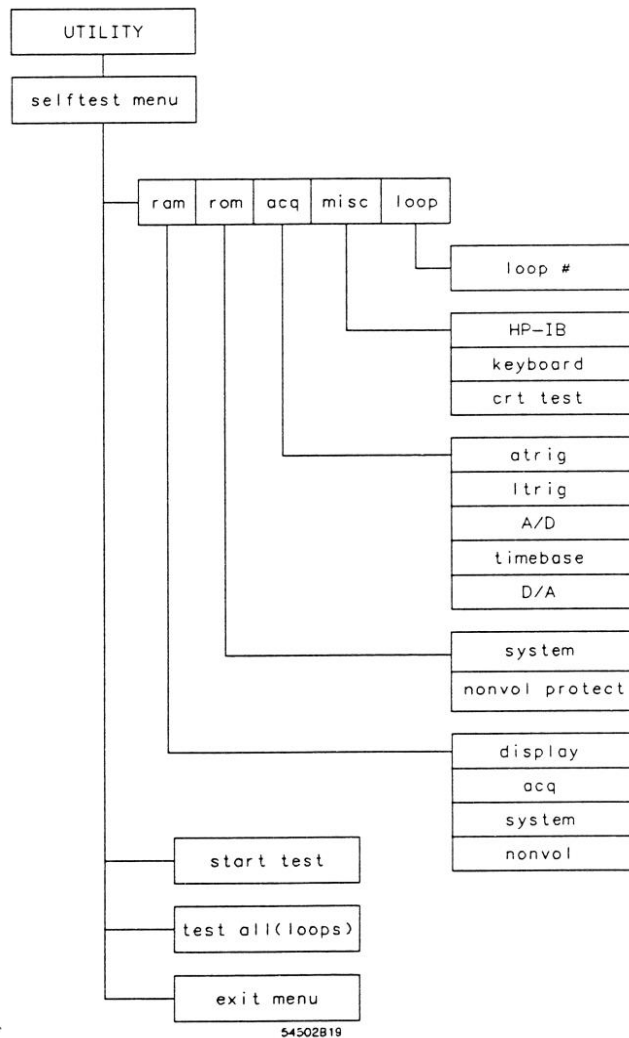 UTILITY
selftest menu
ram rom acq misc loop
loop #
HP-IB
keyboard
crt test
atrig
ltrig
A/D
timebase
D/A
system
nonvol protect
display
acq
system
nonvol
start test
test all(loops)
exit menu
54502B19